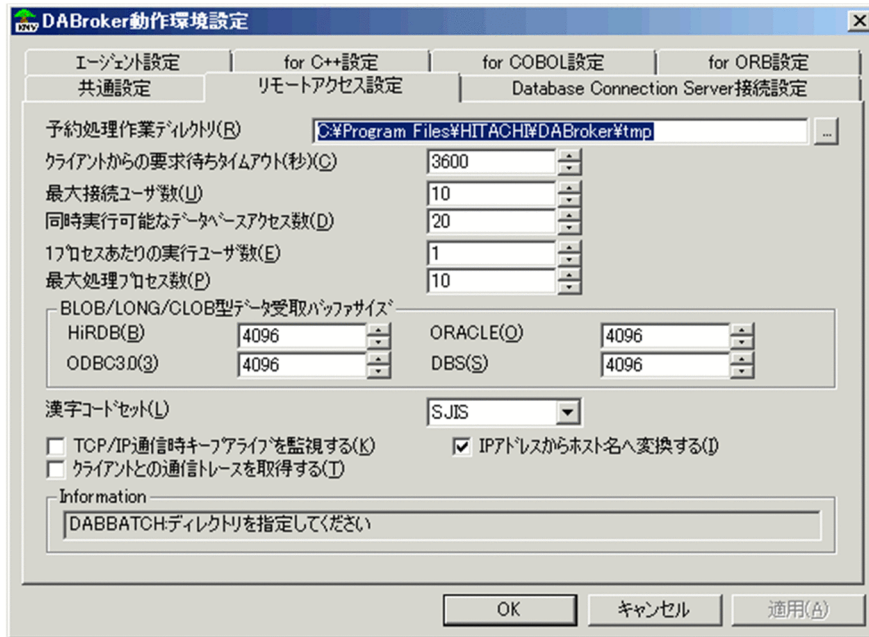 DABroker動作環境設定
エージェント設定 for C++設定 for COBOL設定 for ORB設定
共通設定 リモートアクセス設定 Database Connection Server接続設定
予約処理作業ディレクトリ(R) C:¥Program Files¥HITACHI¥DABroker¥tmp ...
クライアントからの要求待ちタイムアウト(秒)(C) 3600
最大接続ユーザ数(U) 10
同時実行可能なデータベースアクセス数(D) 20
1プロセスあたりの実行ユーザ数(E) 1
最大処理プロセス数(P) 10
BLOB/LONG/CLOB型データ受取バッファサイズ
HiRDB(B) 4096 ORACLE(O) 4096
ODBC3.0(3) 4096 DBS(S) 4096
漢字コードセット(L) SJIS
TCP/IP通信時キープアライブを監視する(K) IPアドレスからホスト名へ変換する(I)
クライアントとの通信トレースを取得する(T)
Information
DABBATCH:ディレクトリを指定してください
OK キャンセル 適用(A)